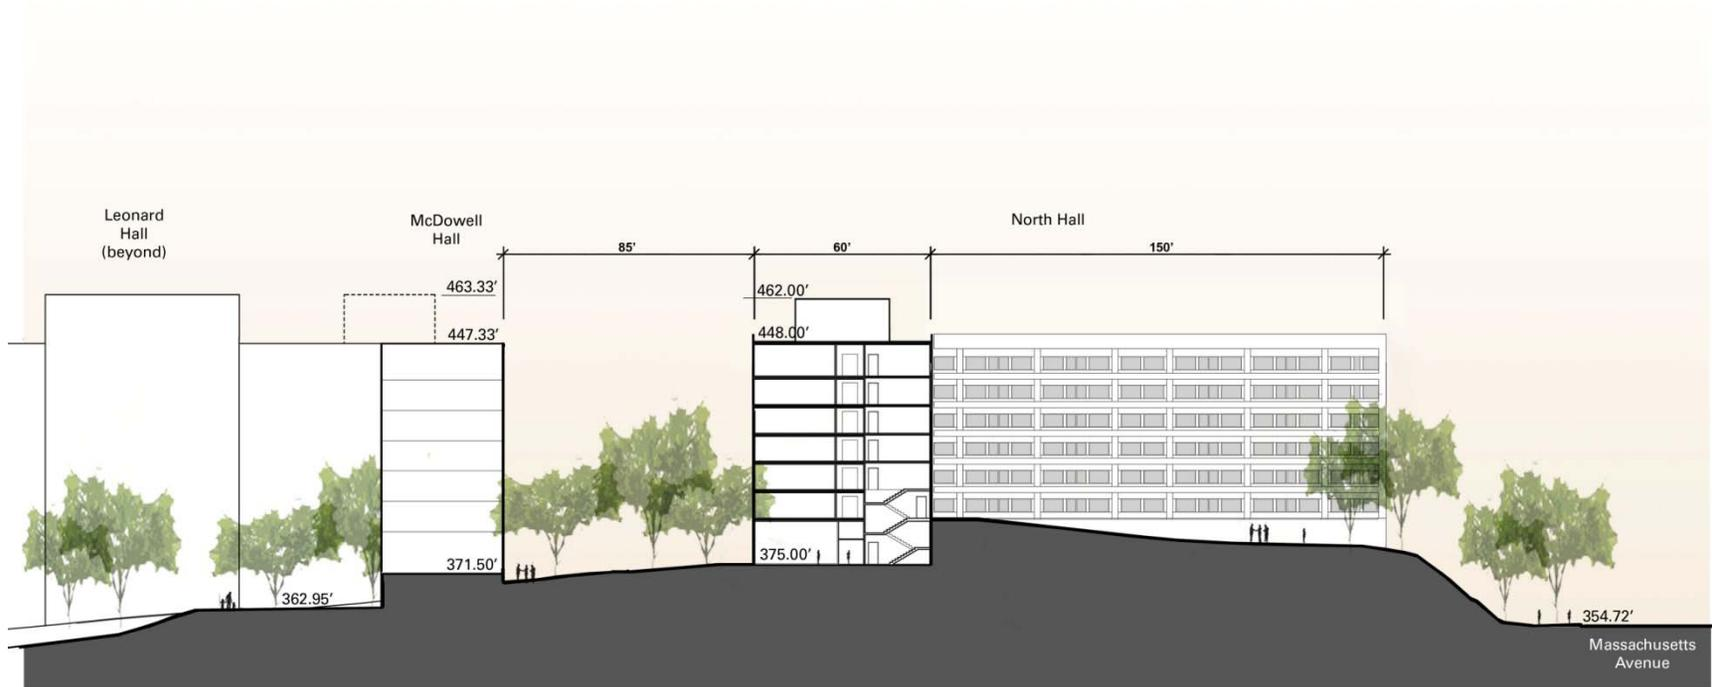 Leonard
Hall
(beyond)
McDowell
Hall
North Hall
85'
60'
150'
463.33'
462.00'
447.33'
448.00'
371.50'
375.00'
362.95'
354.72'
Massachusetts
Avenue